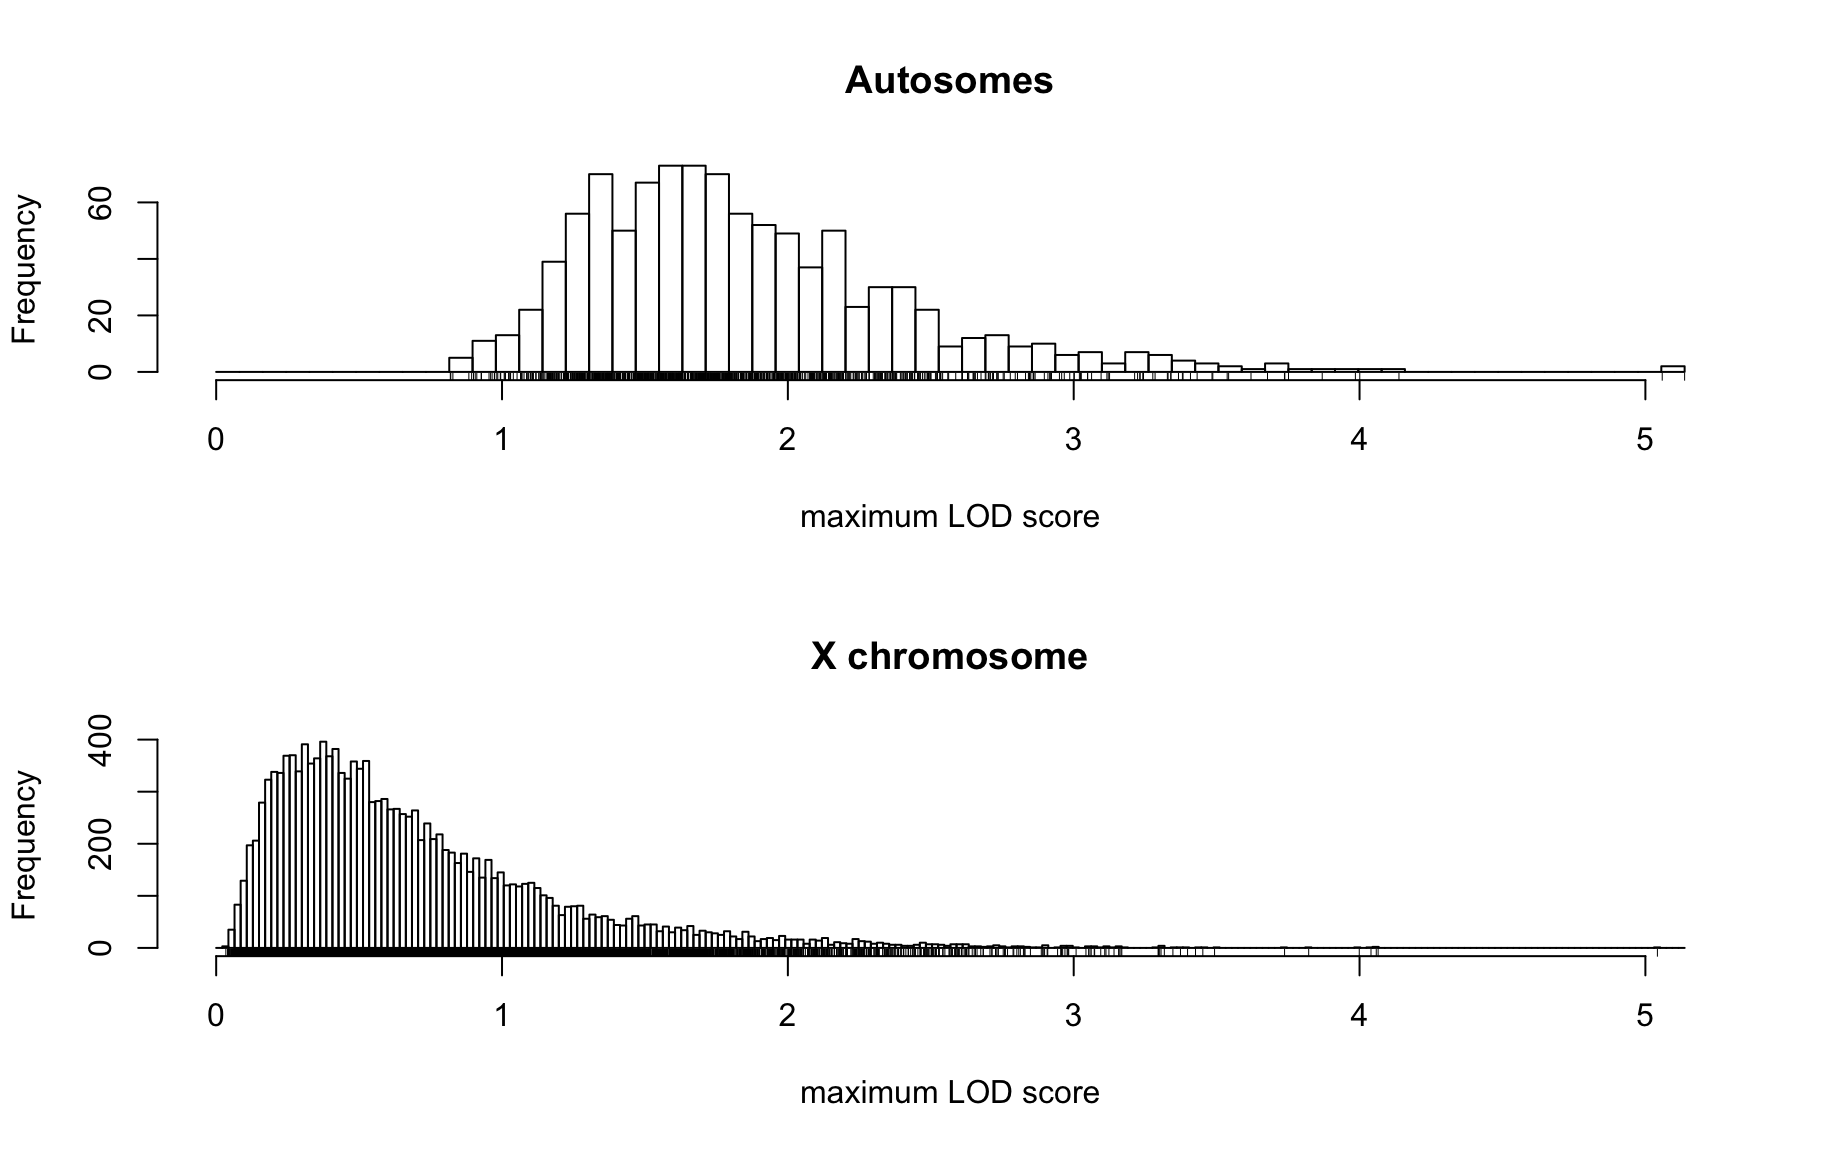 Autosomes
Frequency
60
20
0
0 1 2 3 4 5
maximum LOD score
X chromosome
Frequency
400
200
0
0 1 2 3 4 5
maximum LOD score